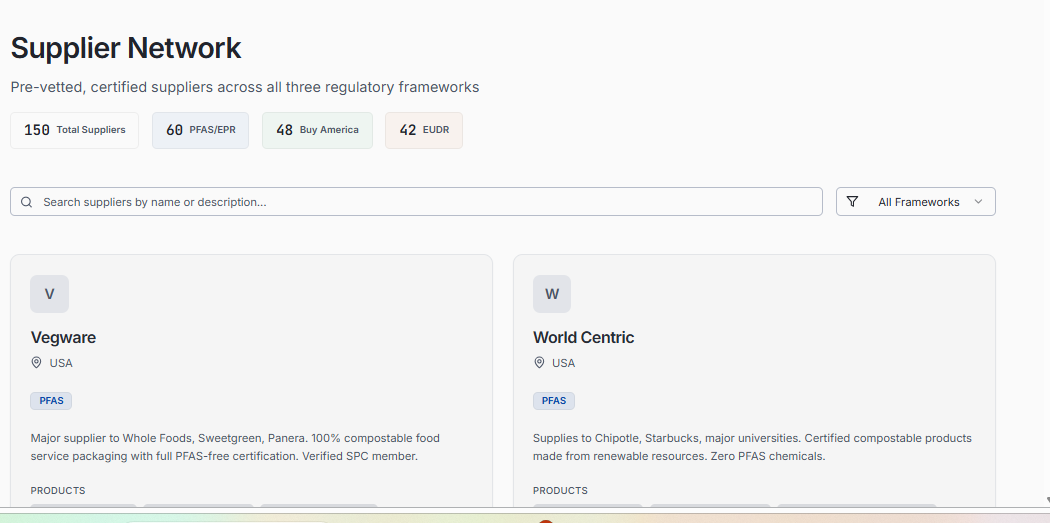 Supplier Network
Pre-vetted, certified suppliers across all three regulatory frameworks
150 Total Suppliers 60 PFAS/EPR 48 Buy America 42 EUDR
Search suppliers by name or description... All Frameworks
V
Vegware
USA
PFAS
Major supplier to Whole Foods, Sweetgreen, Panera. 100% compostable food
service packaging with full PFAS-free certification. Verified SPC member.
PRODUCTS
W
World Centric
USA
PFAS
Supplies to Chipotle, Starbucks, major universities. Certified compostable products
made from renewable resources. Zero PFAS chemicals.
PRODUCTS